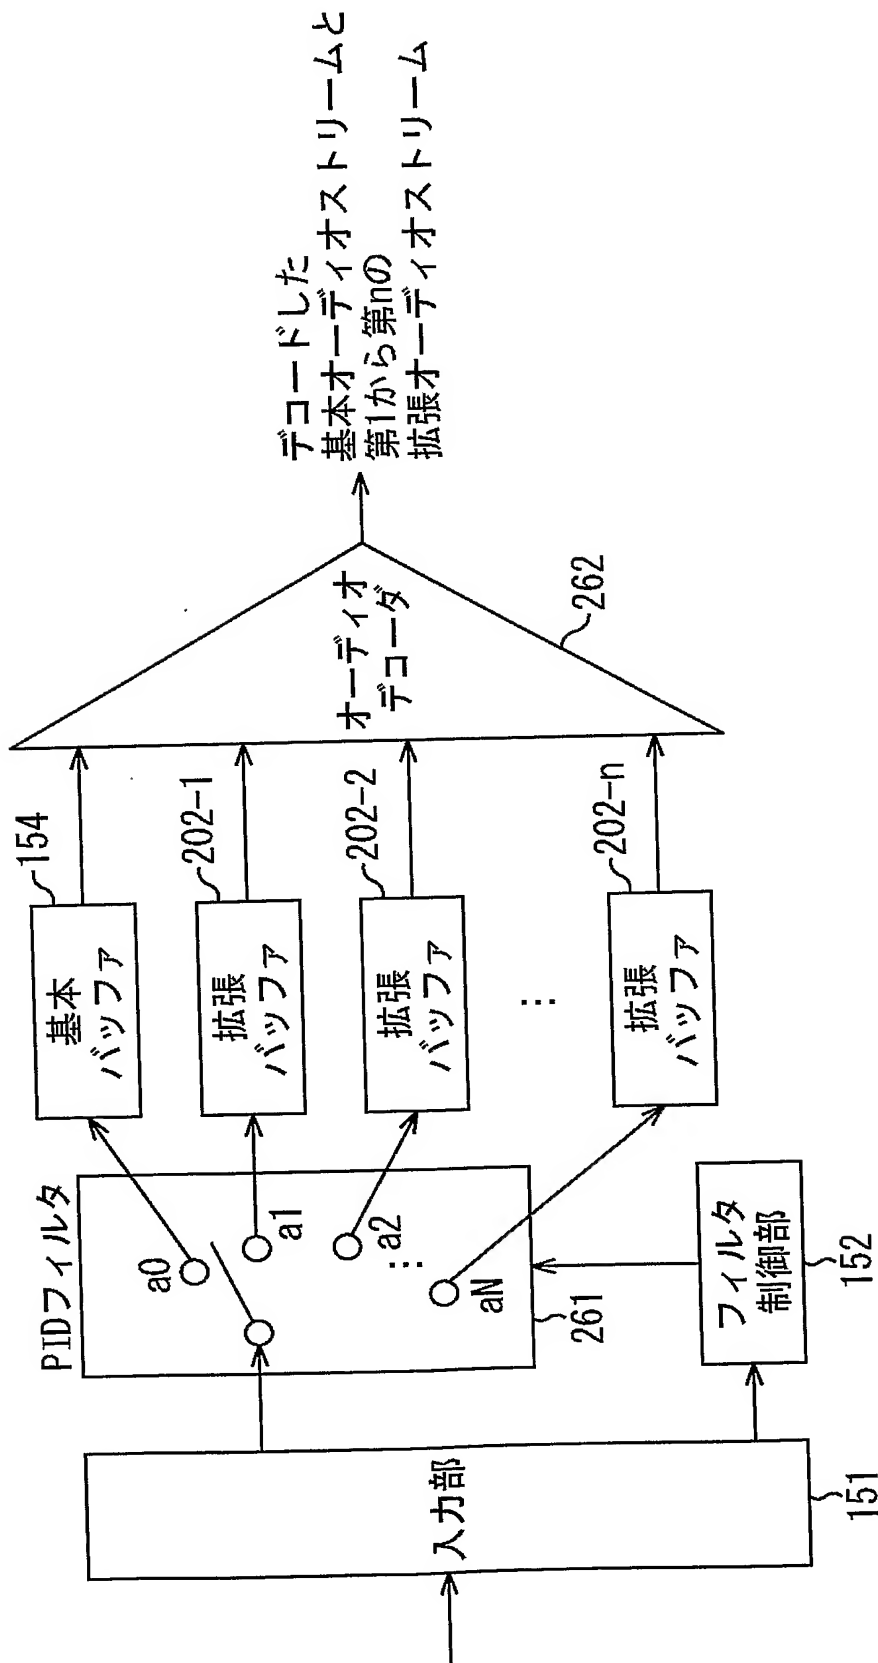 入力部
151
PIDフィルタ
a0
a1
a2
…
aN
261
フィルタ
制御部
152
基本
バッファ
154
拡張
バッファ
202-1
拡張
バッファ
202-2
…
拡張
バッファ
202-n
オーディオ
デコーダ
262
デコードした
基本オーディオストリームと
第1から第nの
拡張オーディオストリーム